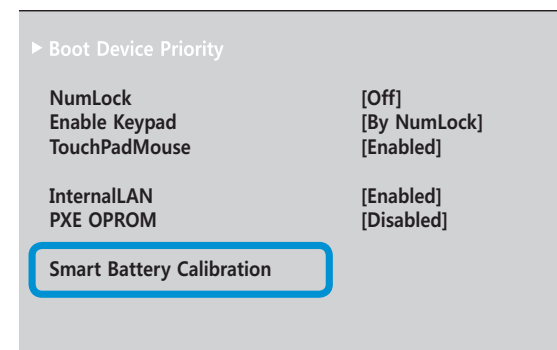 ▶ Boot Device Priority
NumLock [Off]
Enable Keypad [By NumLock]
TouchPadMouse [Enabled]
InternalLAN [Enabled]
PXE OPROM [Disabled]
Smart Battery Calibration